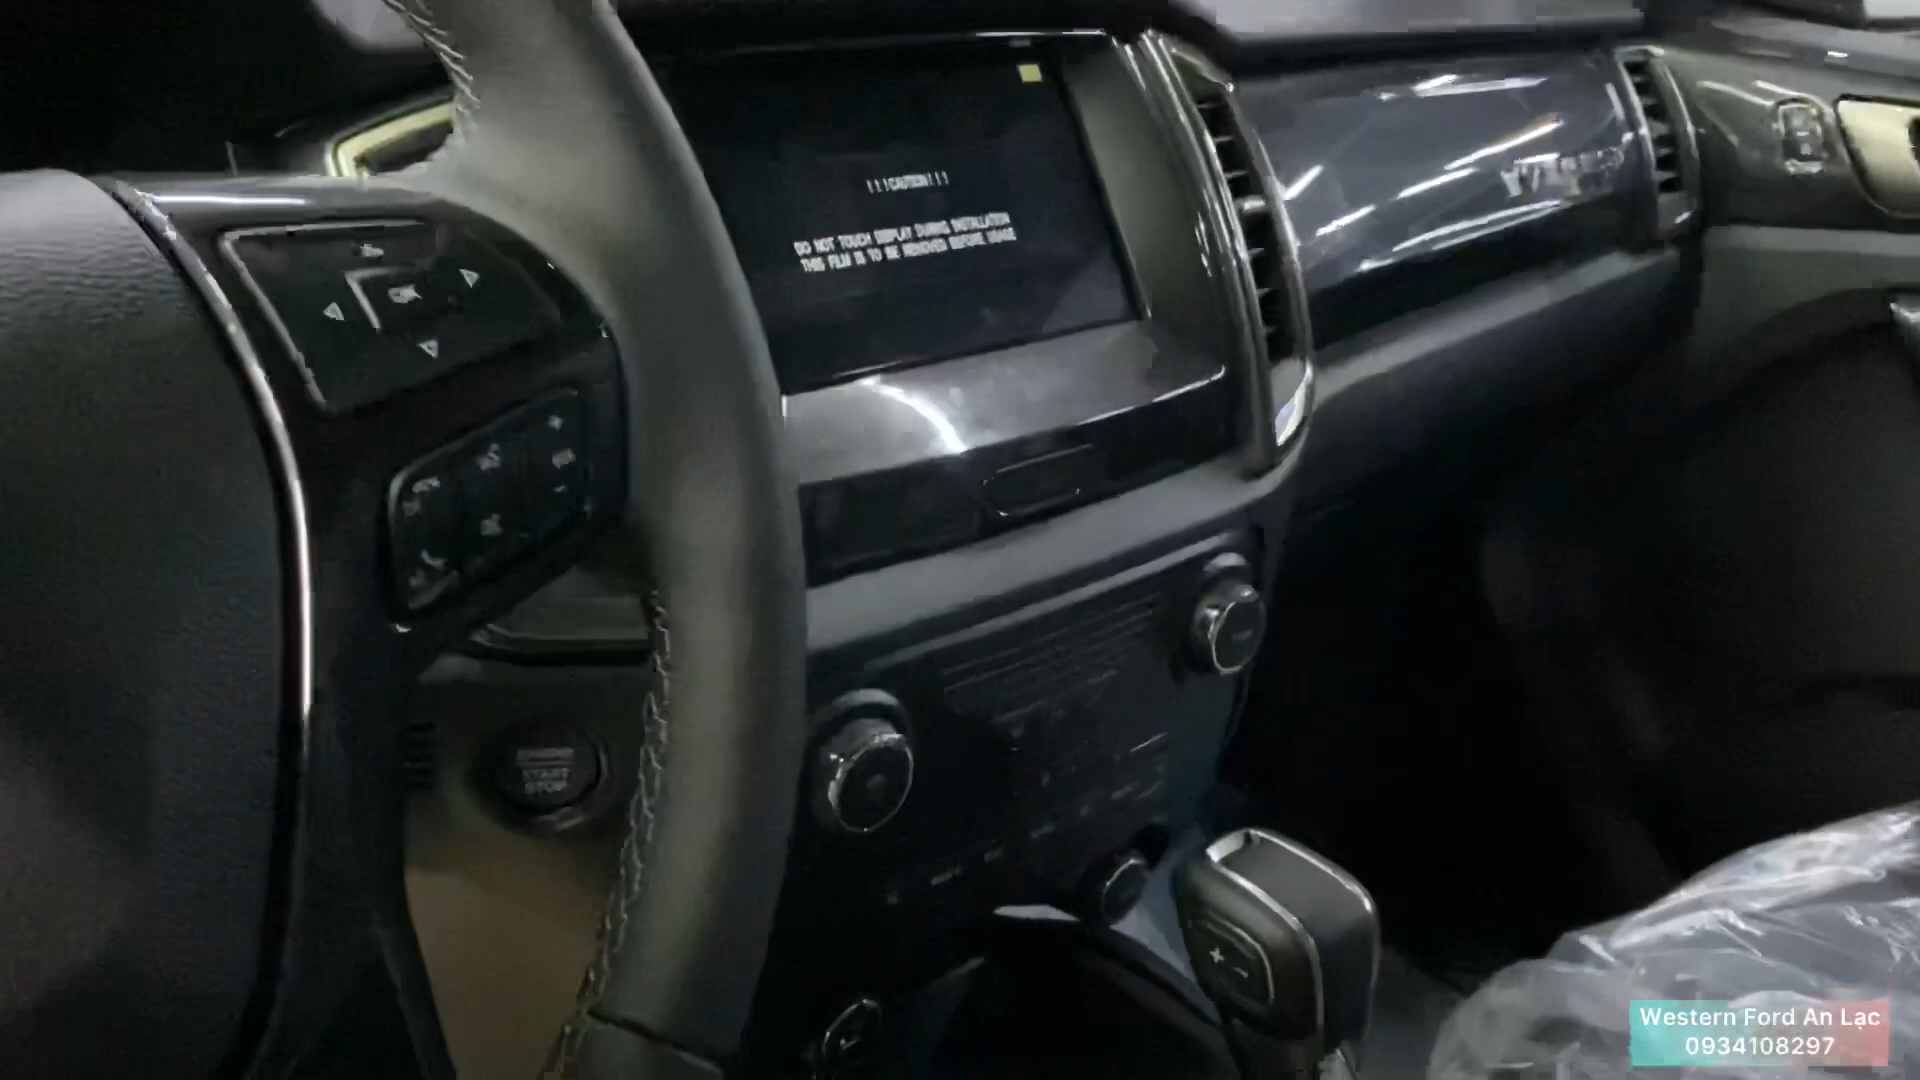 !!!CAUTION!!!
DO NOT TOUCH DISPLAY DURING INSTALLATION
THIS FILM IS TO BE REMOVED BEFORE USAGE
START
STOP
+ -
Western Ford An Lạc
0934108297